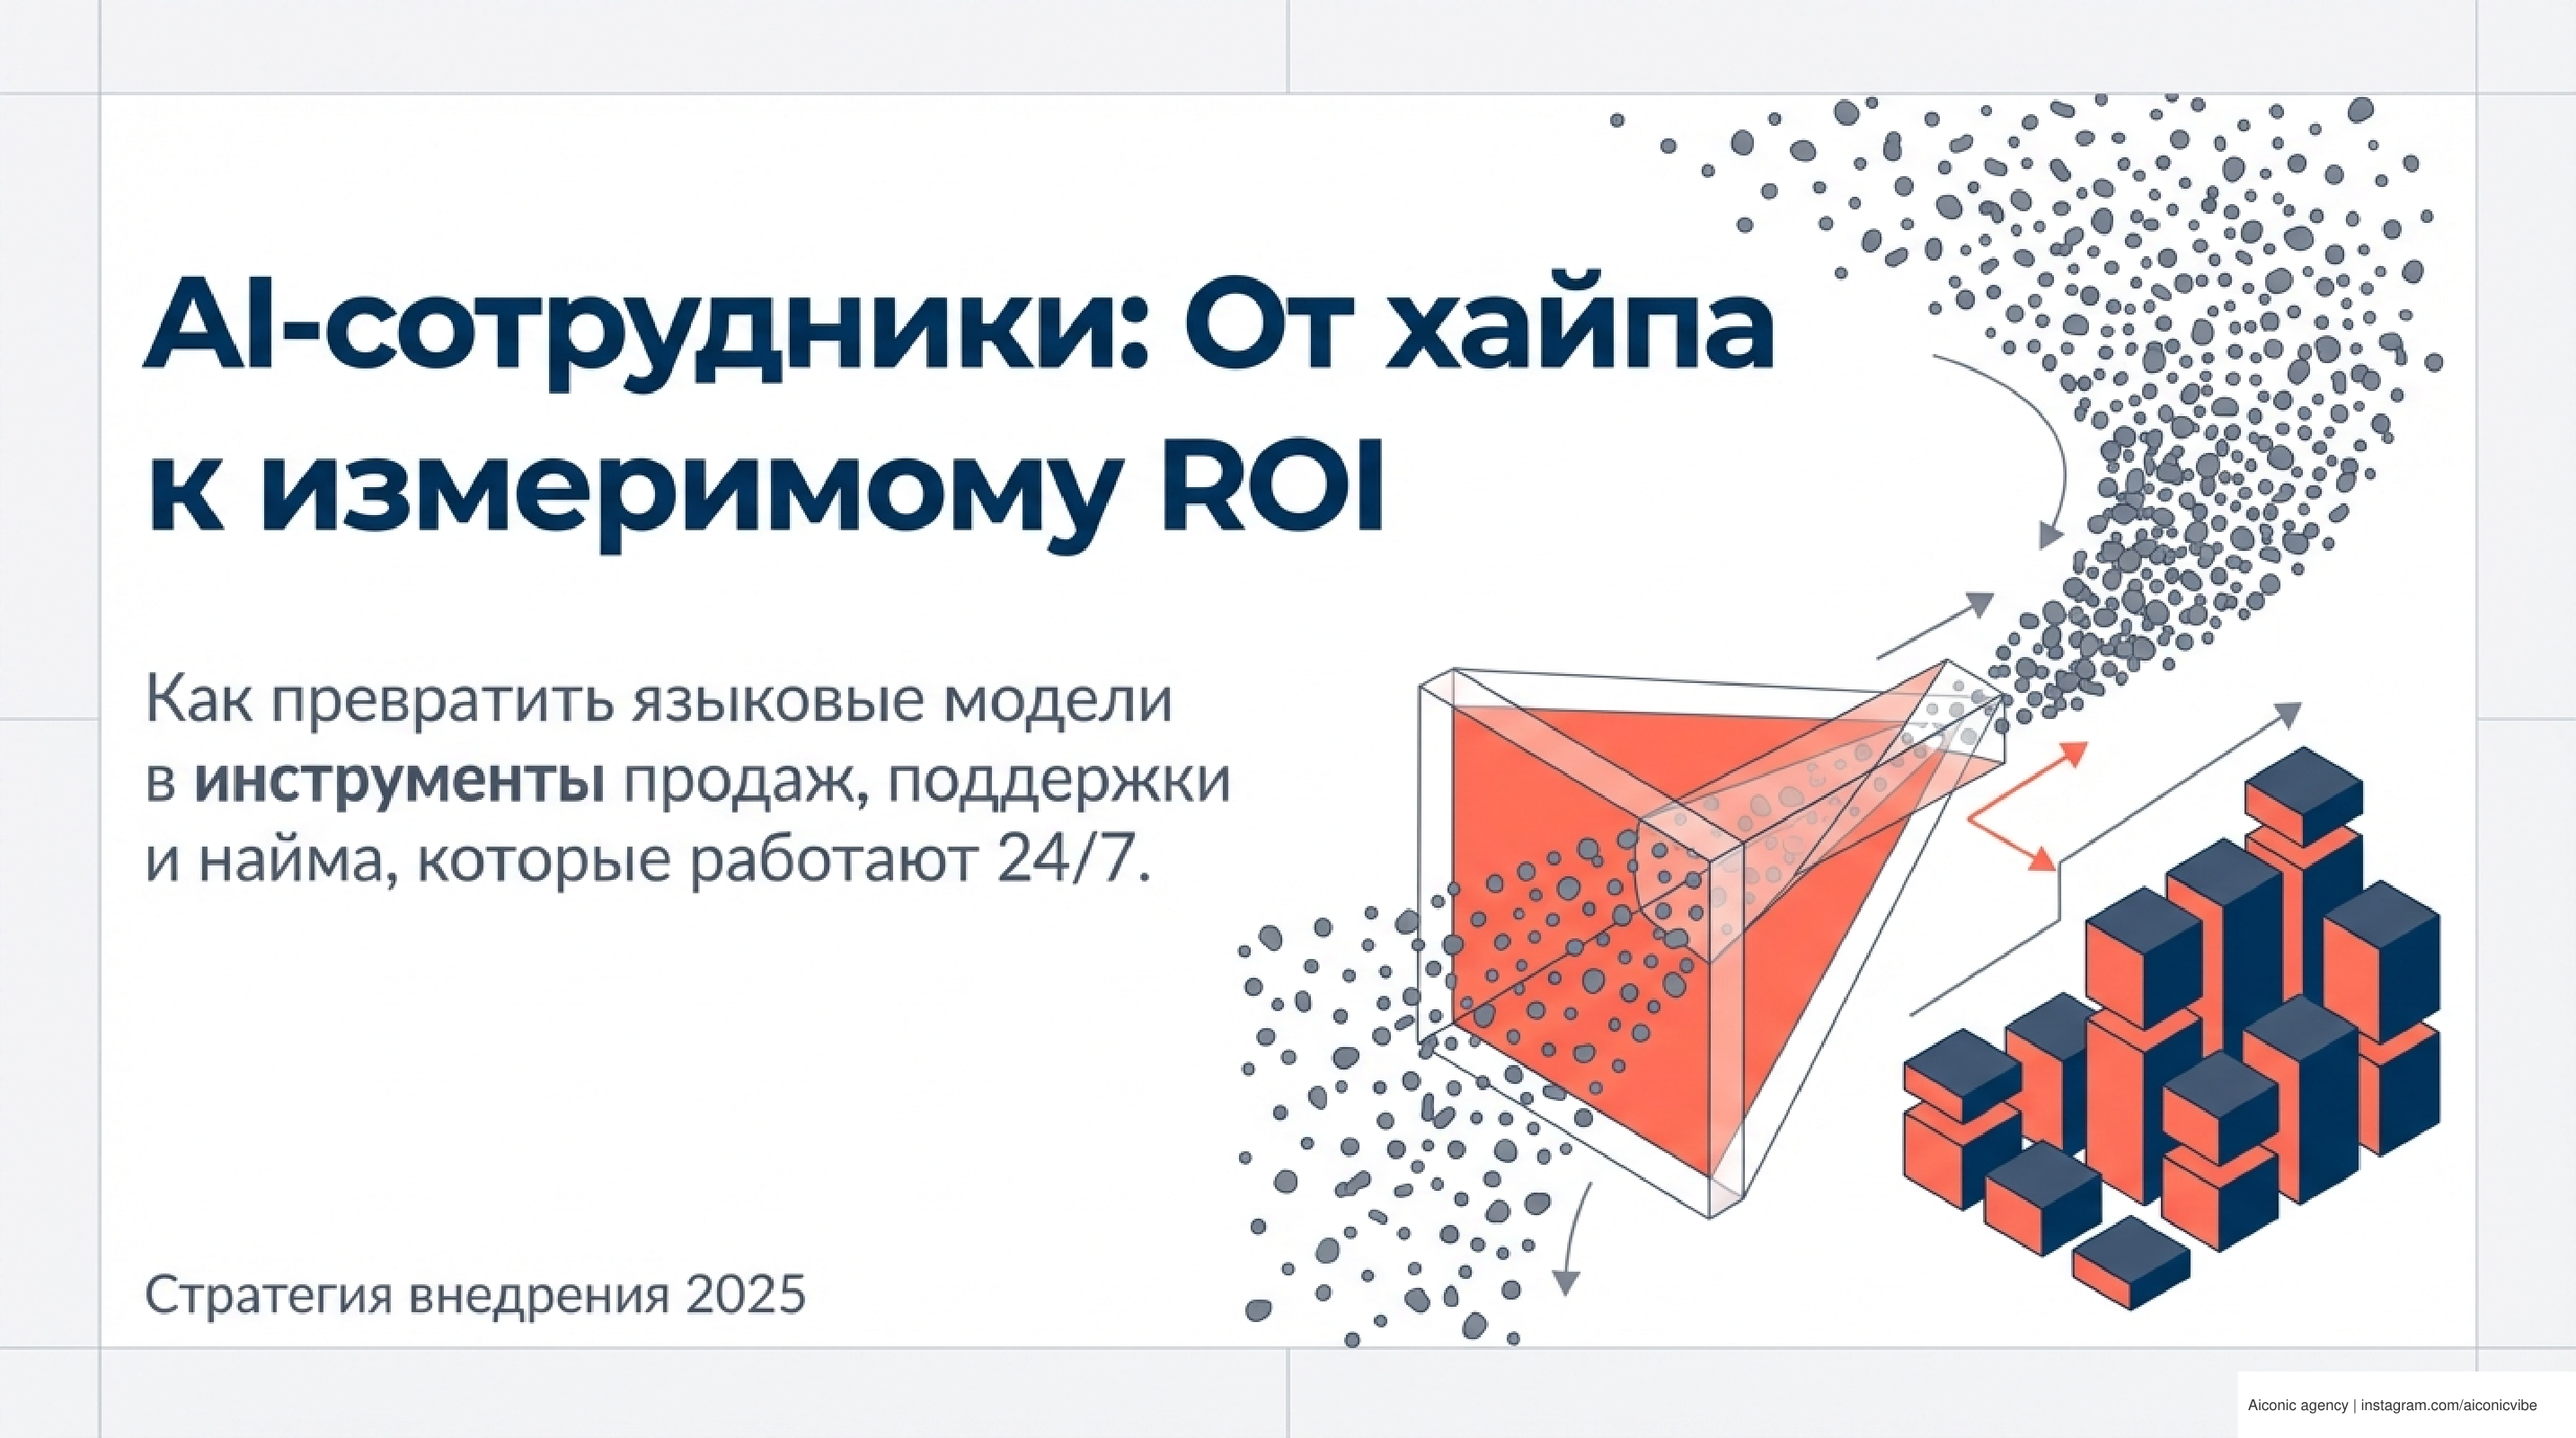 AI-сотрудники: От хайпа
к измеримому ROI
Как превратить языковые модели
в инструменты продаж, поддержки
и найма, которые работают 24/7.
Стратегия внедрения 2025
Aiconic agency | instagram.com/aiconicvibe